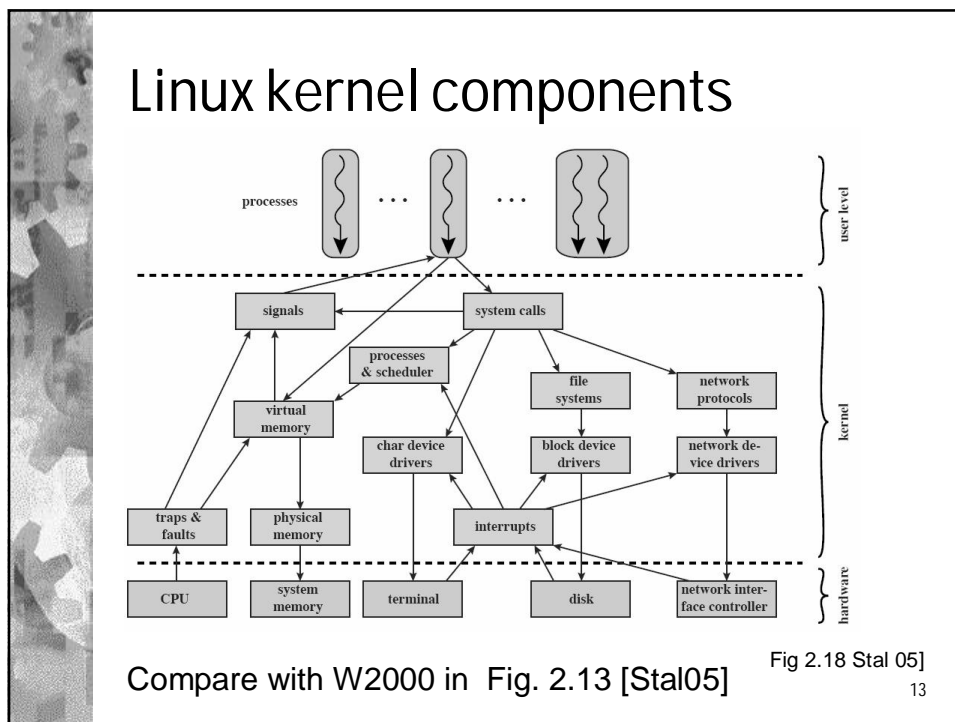 Linux kernel components
processes
...
...
user level
signals
system calls
processes
& scheduler
file
systems
network
protocols
virtual
memory
char device
drivers
block device
drivers
network de-
vice drivers
kernel
traps &
faults
physical
memory
interrupts
CPU
system
memory
terminal
disk
network inter-
face controller
hardware
Compare with W2000 in Fig. 2.13 [Stal05]
Fig 2.18 Stal 05]
13